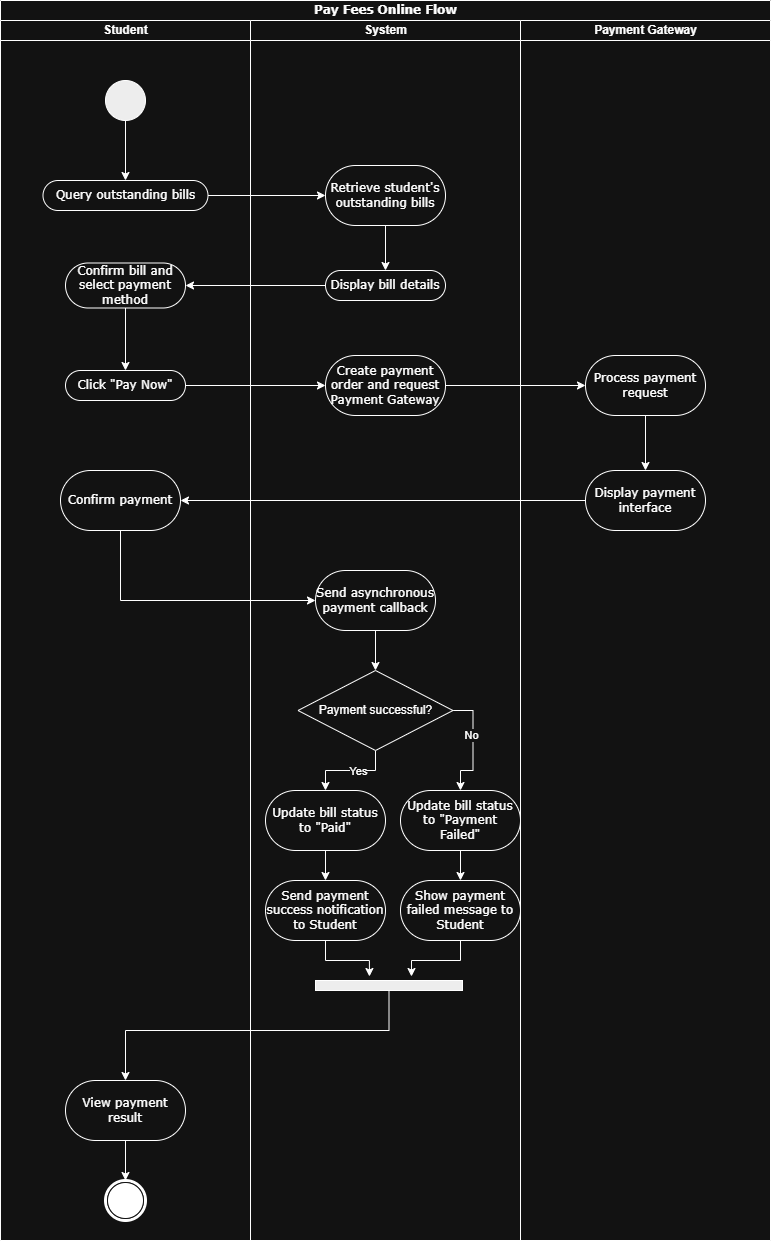 Pay Fees Online Flow
Student
System
Payment Gateway
Query outstanding bills
Retrieve student's
outstanding bills
Confirm bill and
select payment
method
Display bill details
Click "Pay Now"
Create payment
order and request
Payment Gateway
Process payment
request
Confirm payment
Display payment
interface
Send asynchronous
payment callback
Payment successful?
No
Yes
Update bill status
to "Paid"
Update bill status
to "Payment
Failed"
Send payment
success notification
to Student
Show payment
failed message to
Student
View payment
result